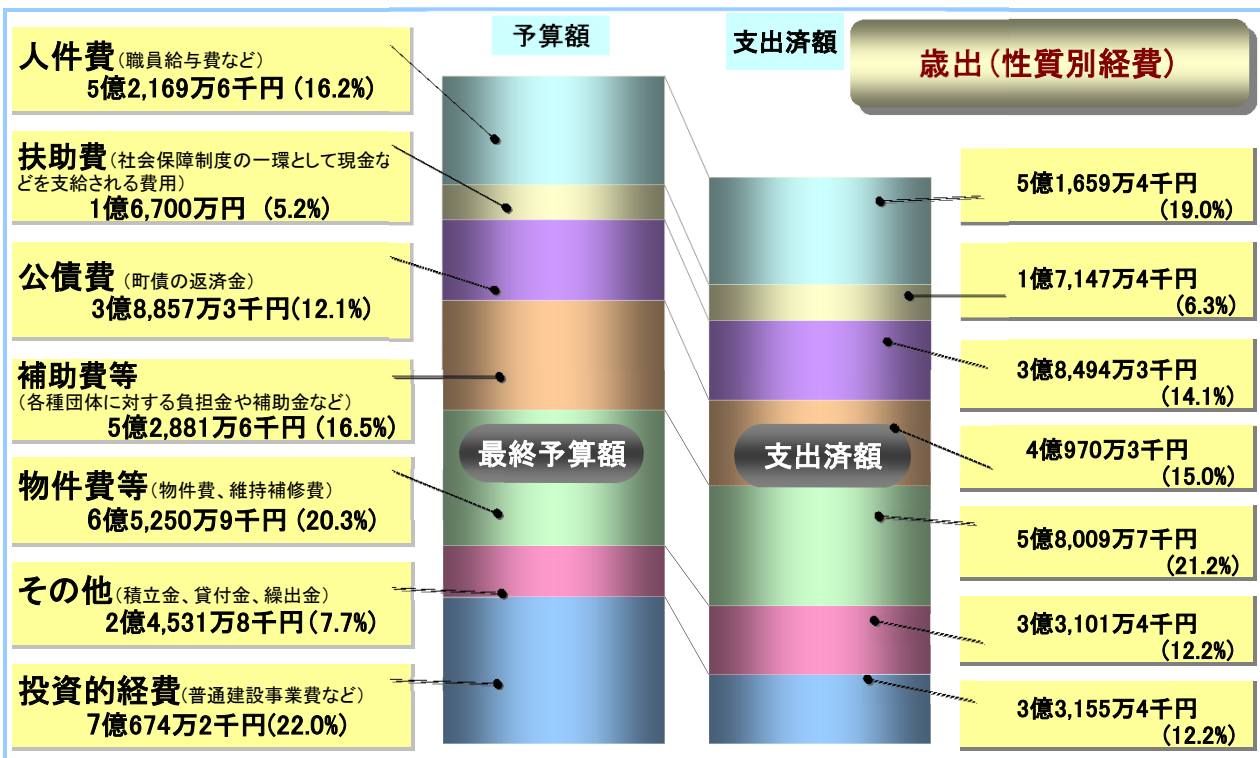 予算額
支出済額
歳出（性質別経費）
人件費（職員給与費など）
5億2,169万6千円（16.2%）
扶助費（社会保障制度の一環として現金な
どを支給される費用）
1億6,700万円 （5.2%）
公債費（町債の返済金）
3億8,857万3千円(12.1%)
補助費等
（各種団体に対する負担金や補助金など）
5億2,881万6千円（16.5%）
物件費等（物件費、維持補修費）
6億5,250万9千円（20.3%）
その他（積立金、貸付金、繰出金）
2億4,531万8千円（7.7%）
投資的経費（普通建設事業費など）
7億674万2千円(22.0%)
最終予算額
支出済額
5億1,659万4千円
(19.0%)
1億7,147万4千円
(6.3%)
3億8,494万3千円
(14.1%)
4億970万3千円
(15.0%)
5億8,009万7千円
(21.2%)
3億3,101万4千円
(12.2%)
3億3,155万4千円
(12.2%)